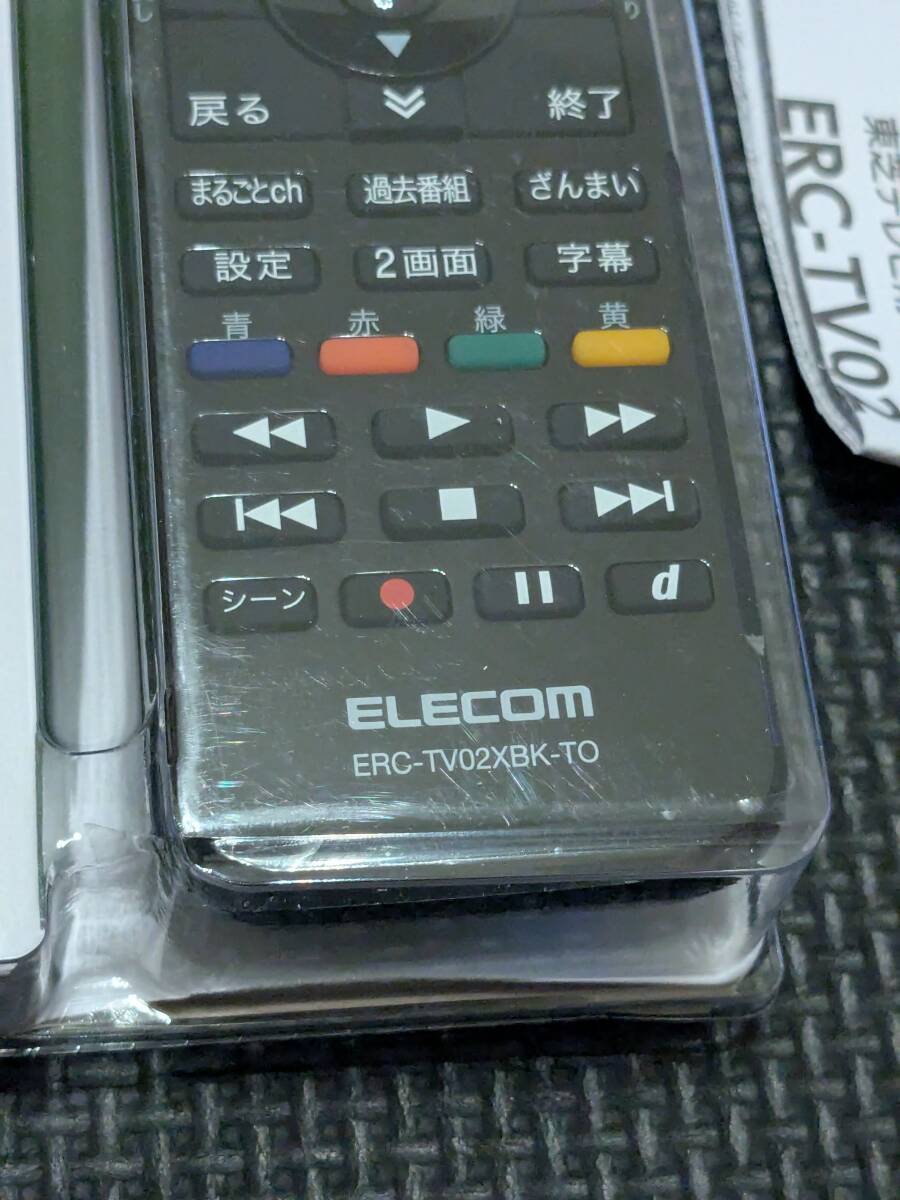 戻る 終了
まるごとch 過去番組 ざんまい
設定 2画面 字幕
青 赤 緑 黄
シーン d
ELECOM
ERC-TV02XBK-TO
ERC-TV02